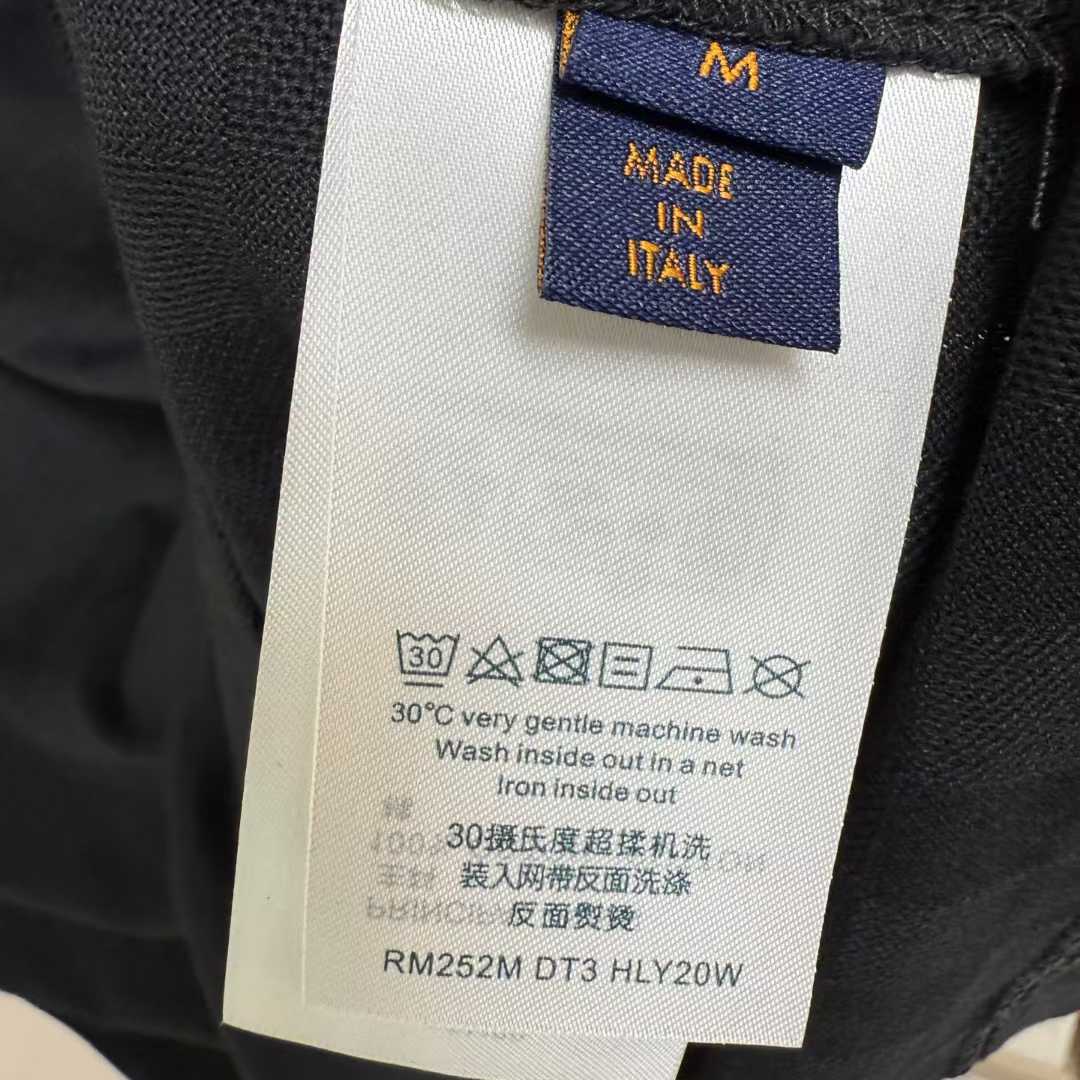 M
MADE
IN
ITALY
30
30°C very gentle machine wash
Wash inside out in a net
Iron inside out
30摄氏度超揉机洗
装入网带反面洗涤
反面熨烫
RM252M DT3 HLY20W